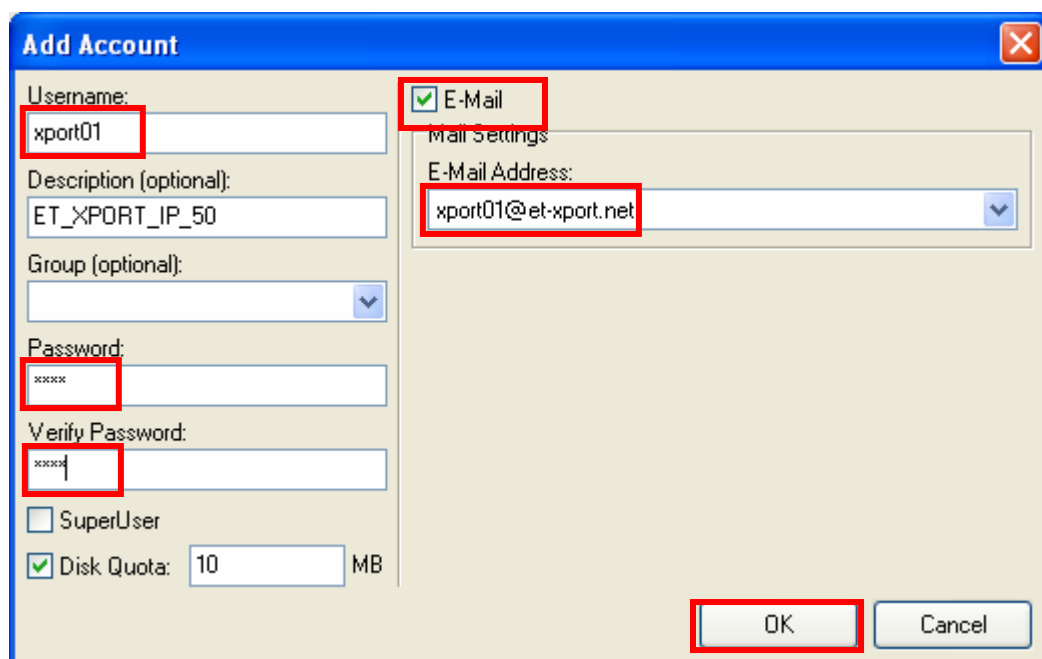 Add Account
Username:
xport01
Description (optional):
ET_XPORT_IP_50
Group (optional):
Password:
****
Verify Password:
****
SuperUser
Disk Quota: 10 MB
E-Mail
Mail Settings
E-Mail Address:
xport01@et-xport.net
OK Cancel